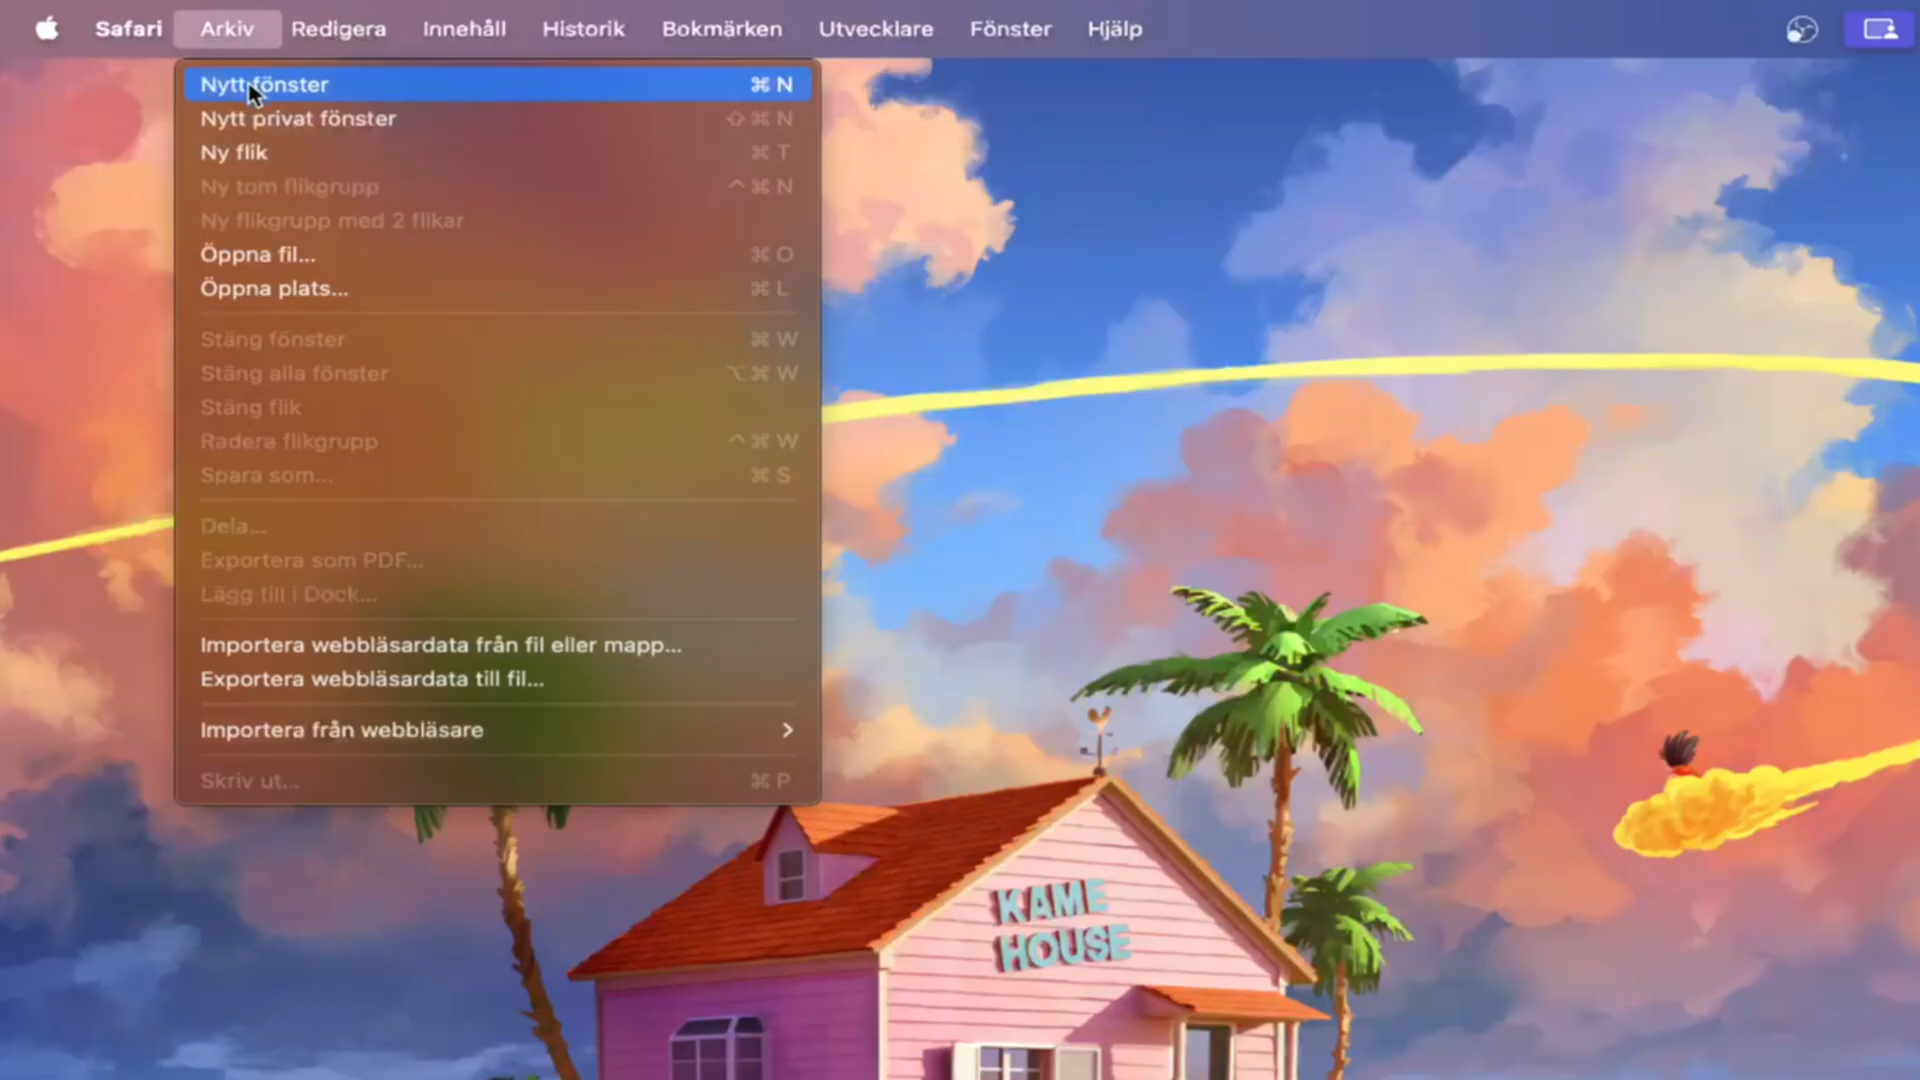 Safari Arkiv Redigera Innehåll Historik Bokmärken Utvecklare Fönster Hjälp
Nytt fönster ⌘ N
Nytt privat fönster ⇧ ⌘ N
Ny flik ⌘ T
Ny tom flikgrupp ^ ⌘ N
Ny flikgrupp med 2 flikar
Öppna fil... ⌘ O
Öppna plats... ⌘ L
Stäng fönster ⌘ W
Stäng alla fönster ⌥ ⌘ W
Stäng flik
Radera flikgrupp ^ ⌘ W
Spara som... ⌘ S
Dela...
Exportera som PDF...
Lägg till i Dock...
Importera webbläsardata från fil eller mapp...
Exportera webbläsardata till fil...
Importera från webbläsare >
Skriv ut... ⌘ P
KAME
HOUSE